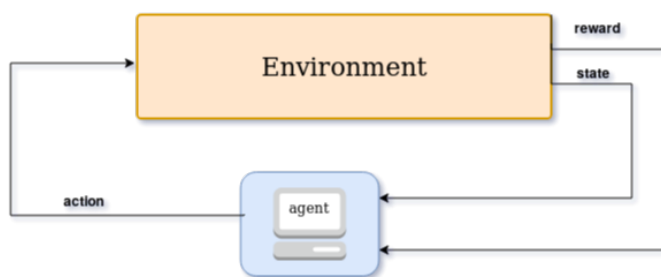 reward
Environment
state
action
agent